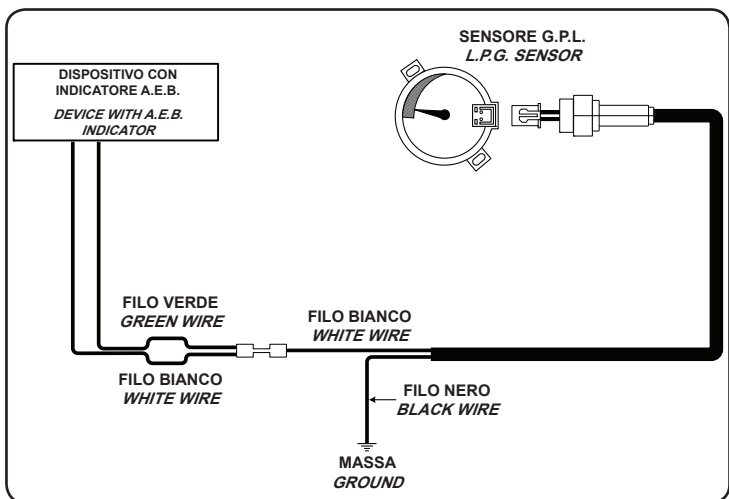 SENSORE G.P.L.
L.P.G. SENSOR
DISPOSITIVO CON
INDICATORE A.E.B.
DEVICE WITH A.E.B.
INDICATOR
FILO VERDE
GREEN WIRE
FILO BIANCO
WHITE WIRE
FILO BIANCO
WHITE WIRE
FILO NERO
BLACK WIRE
MASSA
GROUND